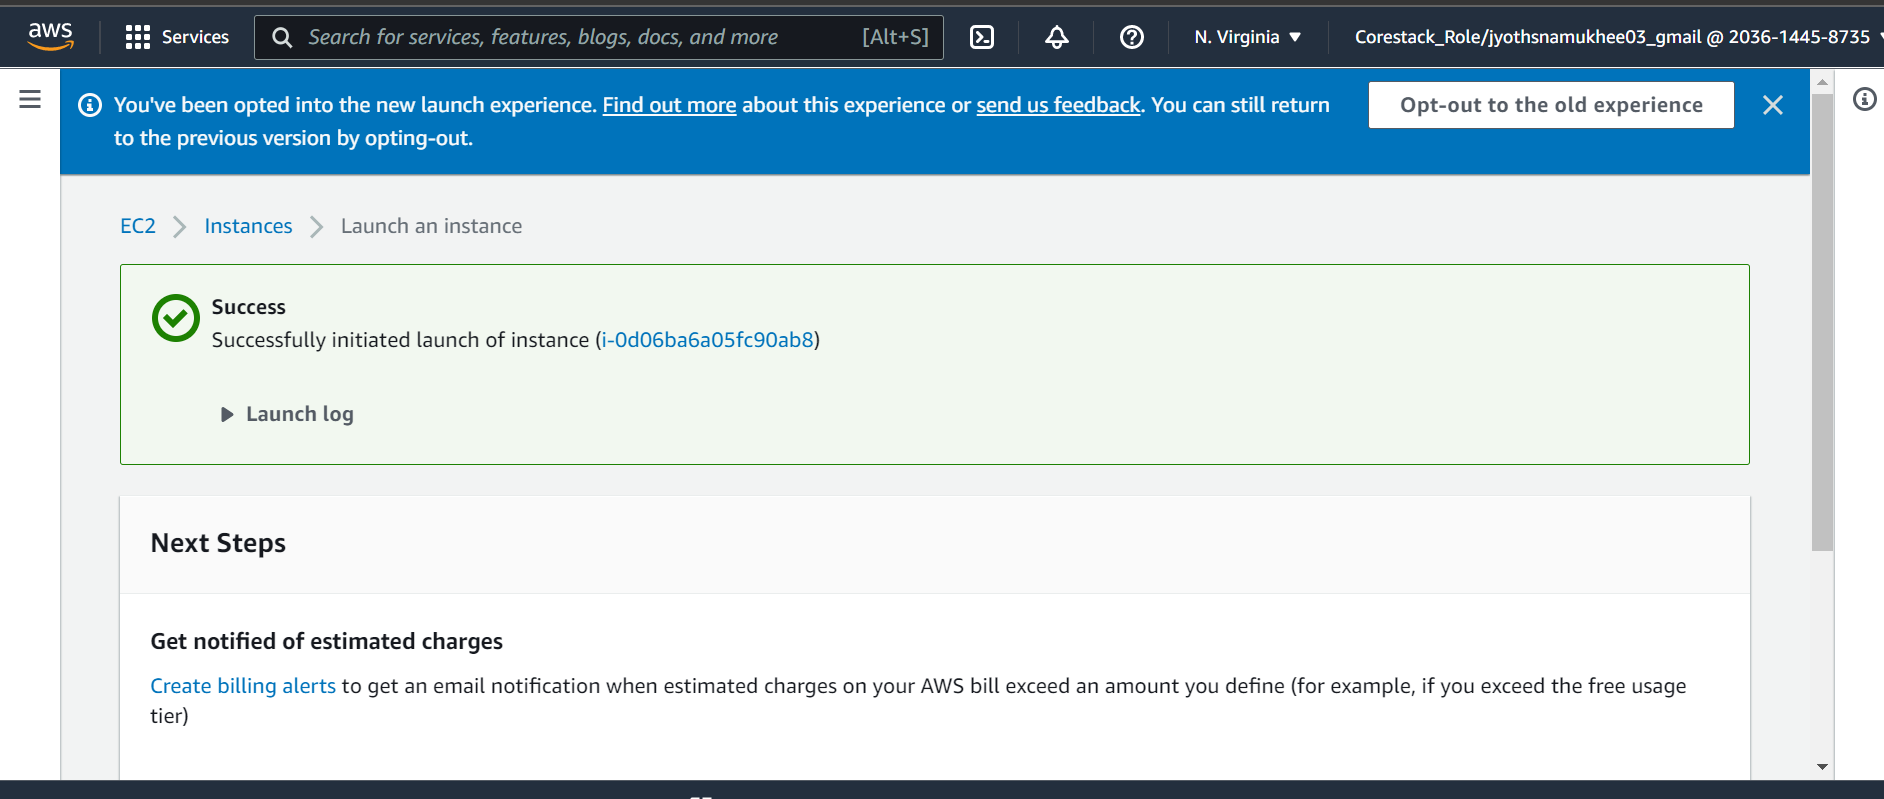 aws
Services
Search for services, features, blogs, docs, and more [Alt+S]
N. Virginia
Corestack_Role/jyothsnamukhee03_gmail @ 2036-1445-8735
You've been opted into the new launch experience. Find out more about this experience or send us feedback. You can still return
to the previous version by opting-out.
Opt-out to the old experience
EC2 Instances Launch an instance
Success
Successfully initiated launch of instance (i-0d06ba6a05fc90ab8)
Launch log
Next Steps
Get notified of estimated charges
Create billing alerts to get an email notification when estimated charges on your AWS bill exceed an amount you define (for example, if you exceed the free usage
tier)